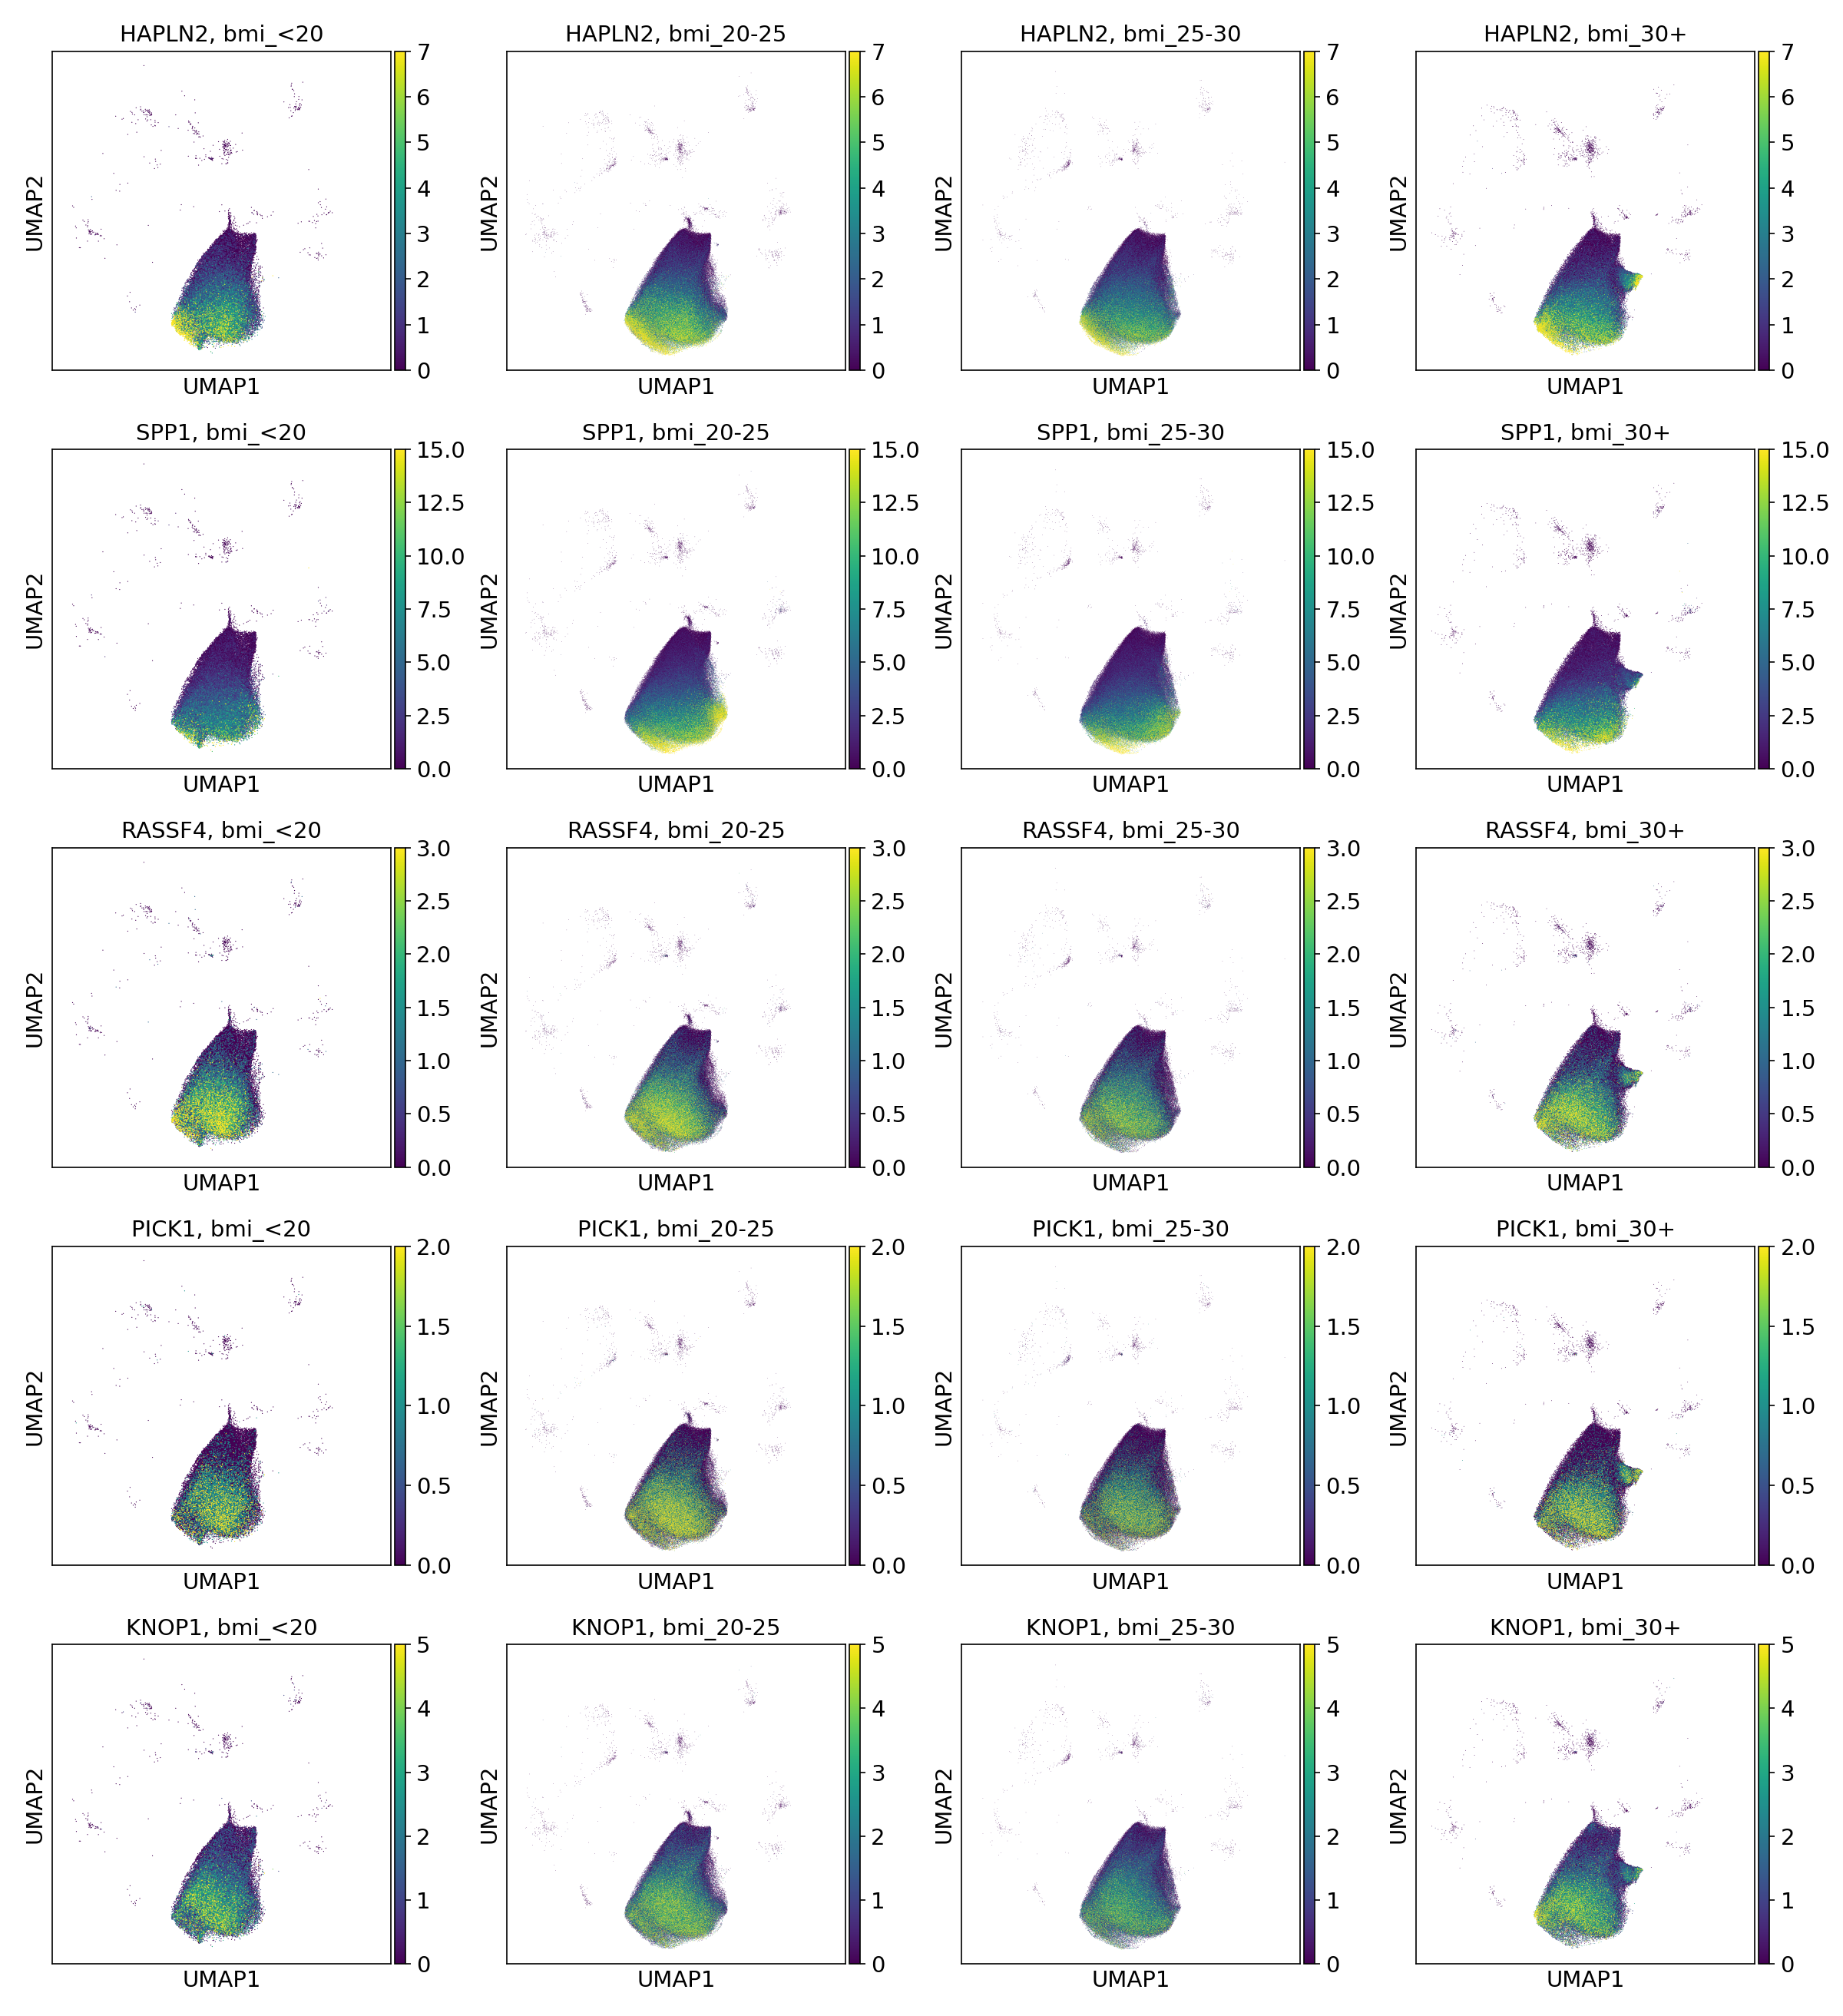 HAPLN2, bmi_<20 HAPLN2, bmi_20-25 HAPLN2, bmi_25-30 HAPLN2, bmi_30+
UMAP2 7 6 5 4 3 2 1 0 UMAP2 7 6 5 4 3 2 1 0 UMAP2 7 6 5 4 3 2 1 0 UMAP2 7 6 5 4 3 2 1 0
UMAP1 UMAP1 UMAP1 UMAP1
SPP1, bmi_<20 SPP1, bmi_20-25 SPP1, bmi_25-30 SPP1, bmi_30+
UMAP2 15.0 12.5 10.0 7.5 5.0 2.5 0.0 UMAP2 15.0 12.5 10.0 7.5 5.0 2.5 0.0 UMAP2 15.0 12.5 10.0 7.5 5.0 2.5 0.0 UMAP2 15.0 12.5 10.0 7.5 5.0 2.5 0.0
UMAP1 UMAP1 UMAP1 UMAP1
RASSF4, bmi_<20 RASSF4, bmi_20-25 RASSF4, bmi_25-30 RASSF4, bmi_30+
UMAP2 3.0 2.5 2.0 1.5 1.0 0.5 0.0 UMAP2 3.0 2.5 2.0 1.5 1.0 0.5 0.0 UMAP2 3.0 2.5 2.0 1.5 1.0 0.5 0.0 UMAP2 3.0 2.5 2.0 1.5 1.0 0.5 0.0
UMAP1 UMAP1 UMAP1 UMAP1
PICK1, bmi_<20 PICK1, bmi_20-25 PICK1, bmi_25-30 PICK1, bmi_30+
UMAP2 2.0 1.5 1.0 0.5 0.0 UMAP2 2.0 1.5 1.0 0.5 0.0 UMAP2 2.0 1.5 1.0 0.5 0.0 UMAP2 2.0 1.5 1.0 0.5 0.0
UMAP1 UMAP1 UMAP1 UMAP1
KNOP1, bmi_<20 KNOP1, bmi_20-25 KNOP1, bmi_25-30 KNOP1, bmi_30+
UMAP2 5 4 3 2 1 0 UMAP2 5 4 3 2 1 0 UMAP2 5 4 3 2 1 0 UMAP2 5 4 3 2 1 0
UMAP1 UMAP1 UMAP1 UMAP1